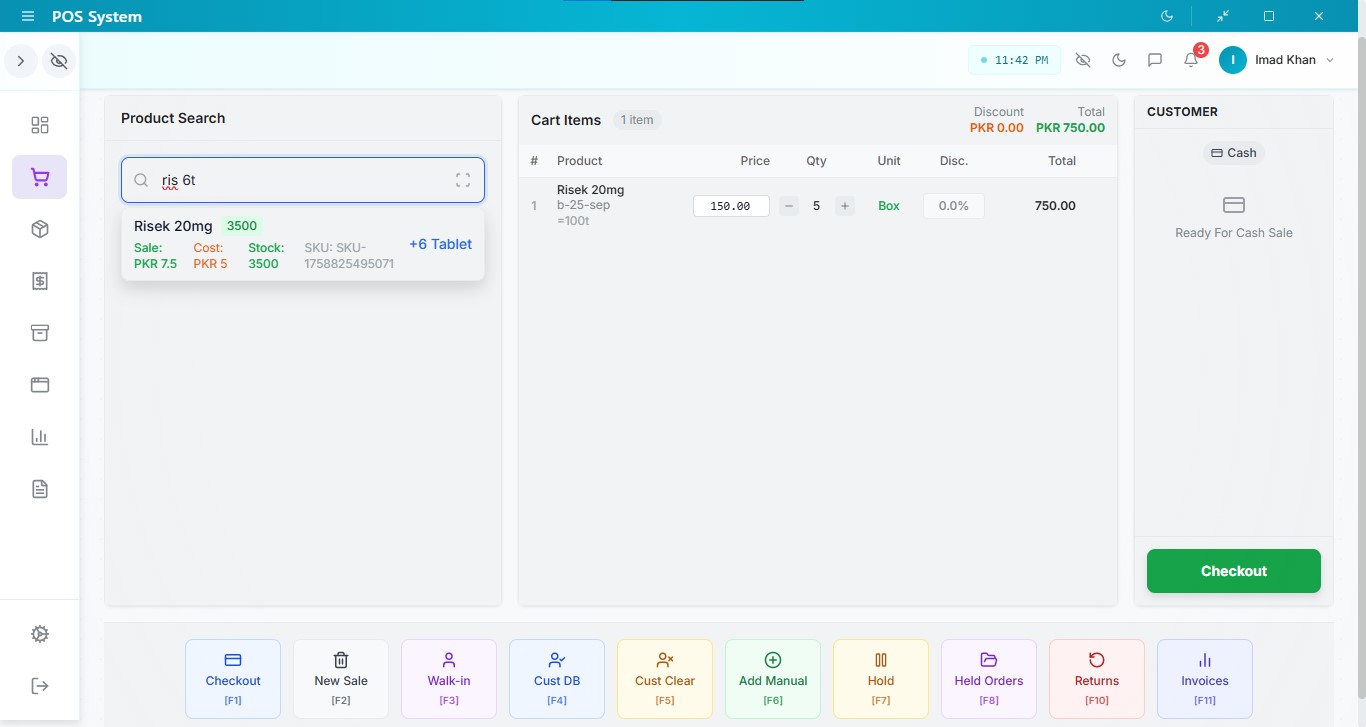 POS System
11:42 PM
3
I
Imad Khan
Product Search
ris 6t
Risek 20mg 3500
Sale: Cost: Stock: SKU: SKU-
PKR 7.5 PKR 5 3500 1758825495071
+6 Tablet
Cart Items 1 item
Discount Total
PKR 0.00 PKR 750.00
# Product Price Qty Unit Disc. Total
1 Risek 20mg 150.00 − 5 + Box 0.0% 750.00
b-25-sep
=100t
CUSTOMER
Cash
Ready For Cash Sale
Checkout
Checkout New Sale Walk-in Cust DB Cust Clear Add Manual Hold Held Orders Returns Invoices
[F1] [F2] [F3] [F4] [F5] [F6] [F7] [F8] [F10] [F11]